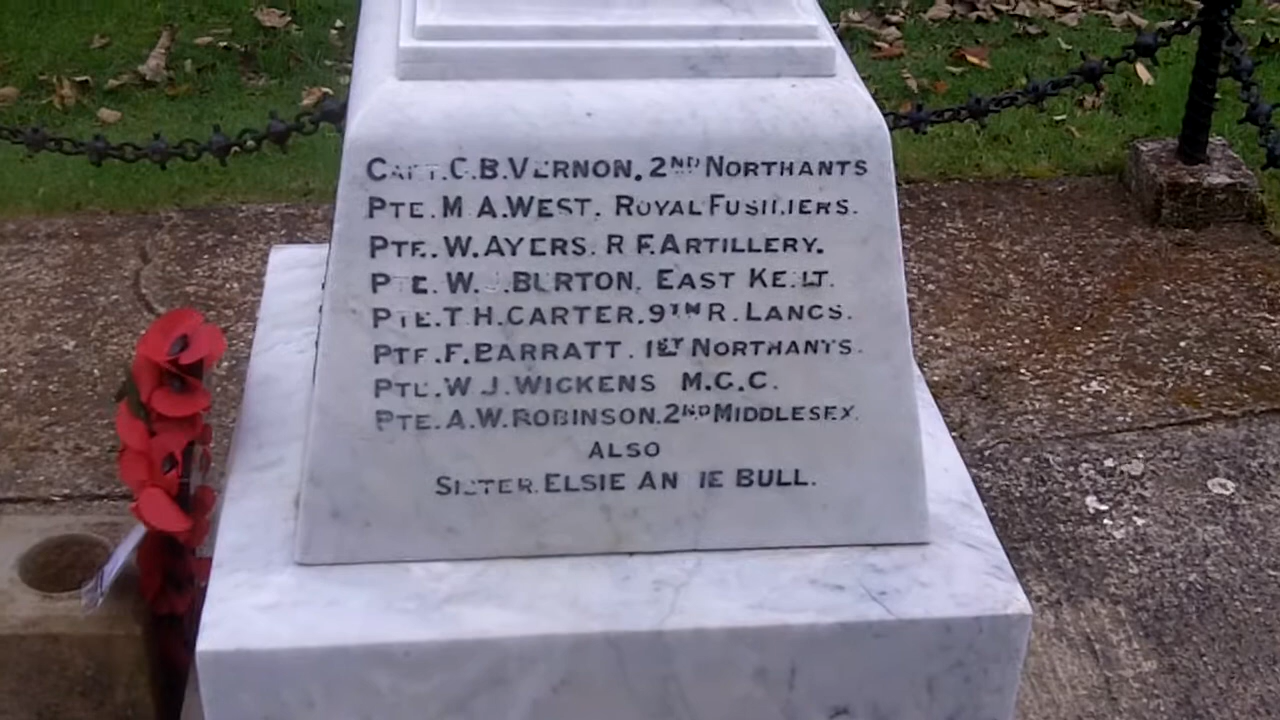 CAPT. C.B. VERNON. 2ND NORTHANTS
PTE. M.A. WEST. ROYAL FUSILIERS.
PTE. W. AYERS. R.F. ARTILLERY.
PTE. W. J. BURTON. EAST KENT.
PTE. T.H. CARTER. 9TH R. LANCS.
PTE. F. BARRATT. 1ST NORTHANTS.
PTE. W.J. WICKENS M.G.C.
PTE. A.W. ROBINSON. 2ND MIDDLESEX.
ALSO
SISTER. ELSIE ANNIE BULL.